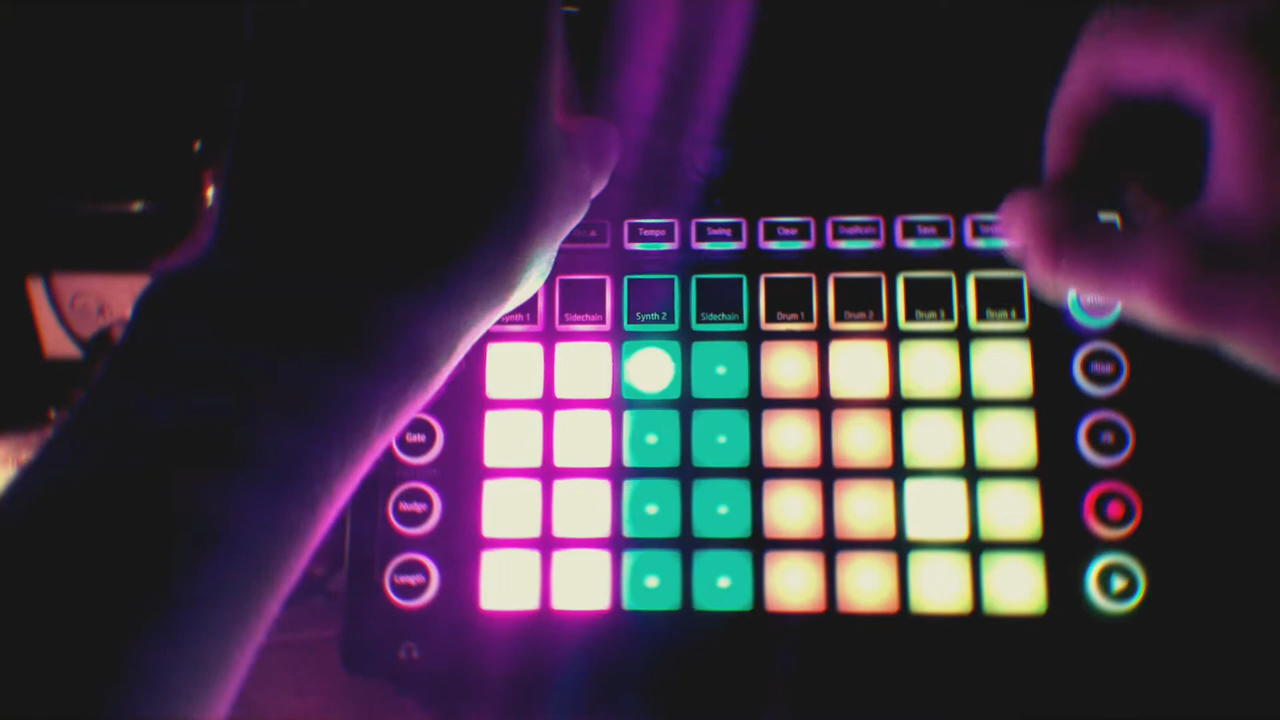 Tempo Swing Clear Duplicate Save
Synth 1 Sidechain Synth 2 Sidechain Drum 1 Drum 2 Drum 3 Drum 4
Gate
Nudge
Length